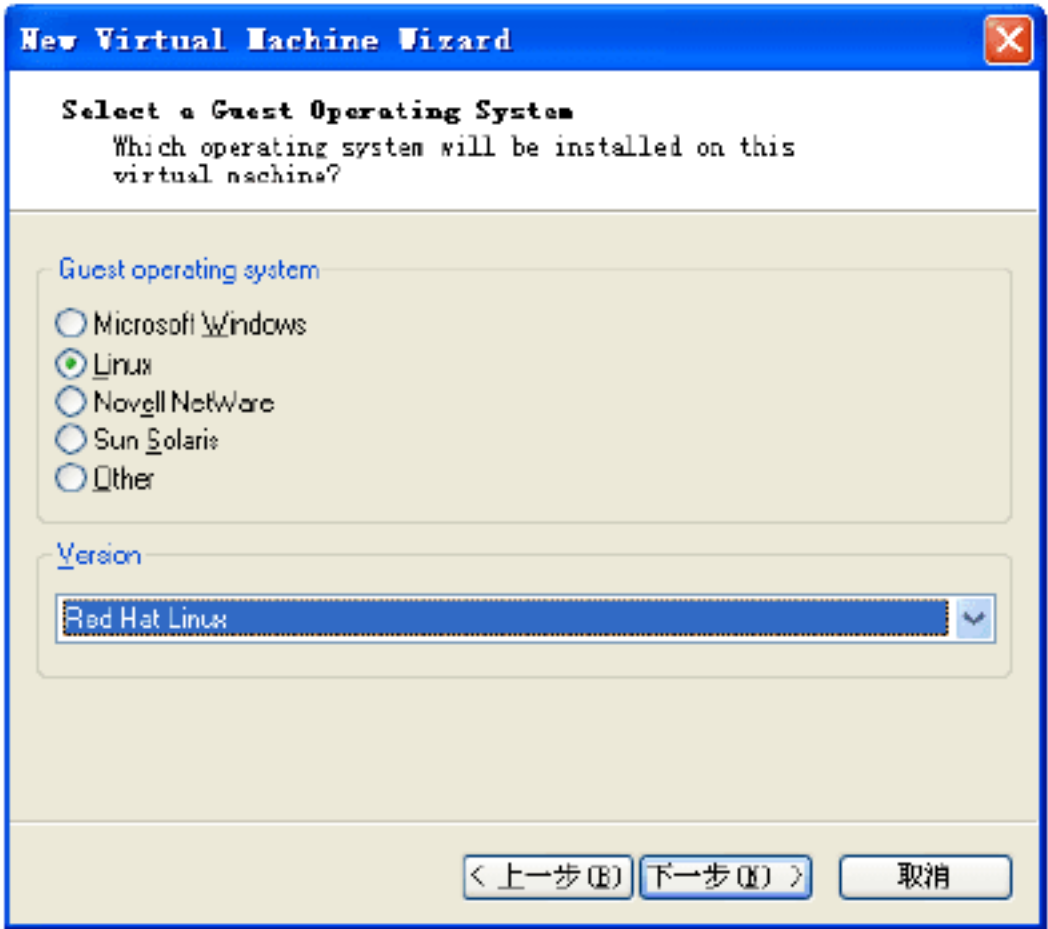 New Virtual Machine Wizard
Select a Guest Operating System
Which operating system will be installed on this
virtual machine?
Guest operating system
Microsoft Windows
Linux
Novell NetWare
Sun Solaris
Other
Version
Red Hat Linux
< 上一步(B) 下一步(N) > 取消